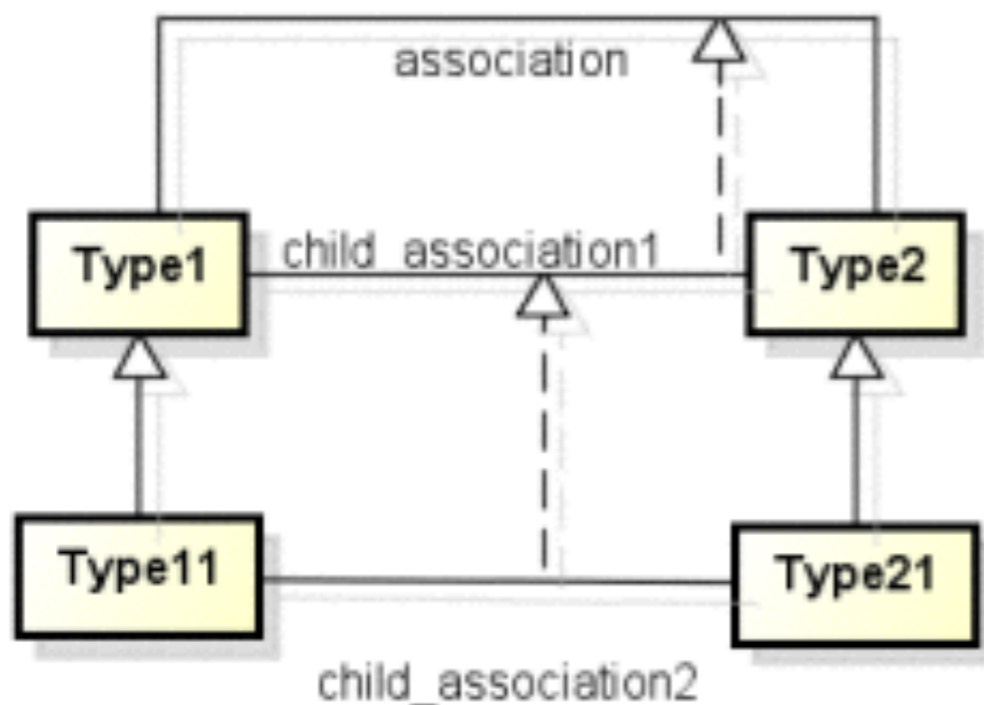 association
Type1
child_association1
Type2
Type11
Type21
child_association2